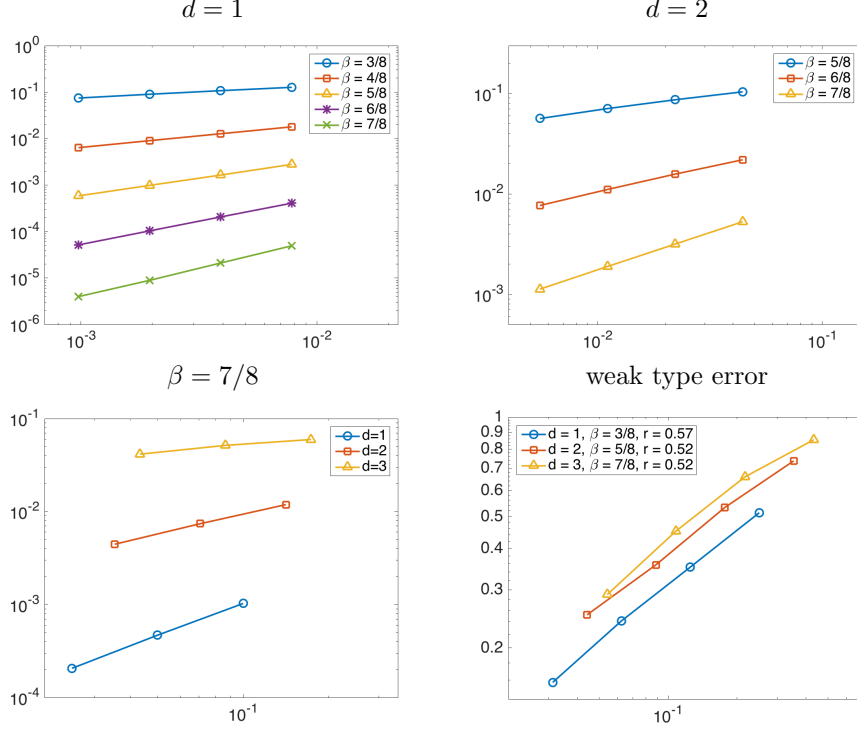 d = 1
10^0
10^-1
10^-2
10^-3
10^-4
10^-5
10^-6
10^-3
10^-2
β = 3/8
β = 4/8
β = 5/8
β = 6/8
β = 7/8
d = 2
10^-1
10^-2
10^-3
10^-2
10^-1
β = 5/8
β = 6/8
β = 7/8
β = 7/8
10^-1
10^-2
10^-3
10^-4
10^-1
d=1
d=2
d=3
weak type error
1
0.9
0.8
0.7
0.6
0.5
0.4
0.3
0.2
10^-1
d = 1, β = 3/8, r = 0.57
d = 2, β = 5/8, r = 0.52
d = 3, β = 7/8, r = 0.52